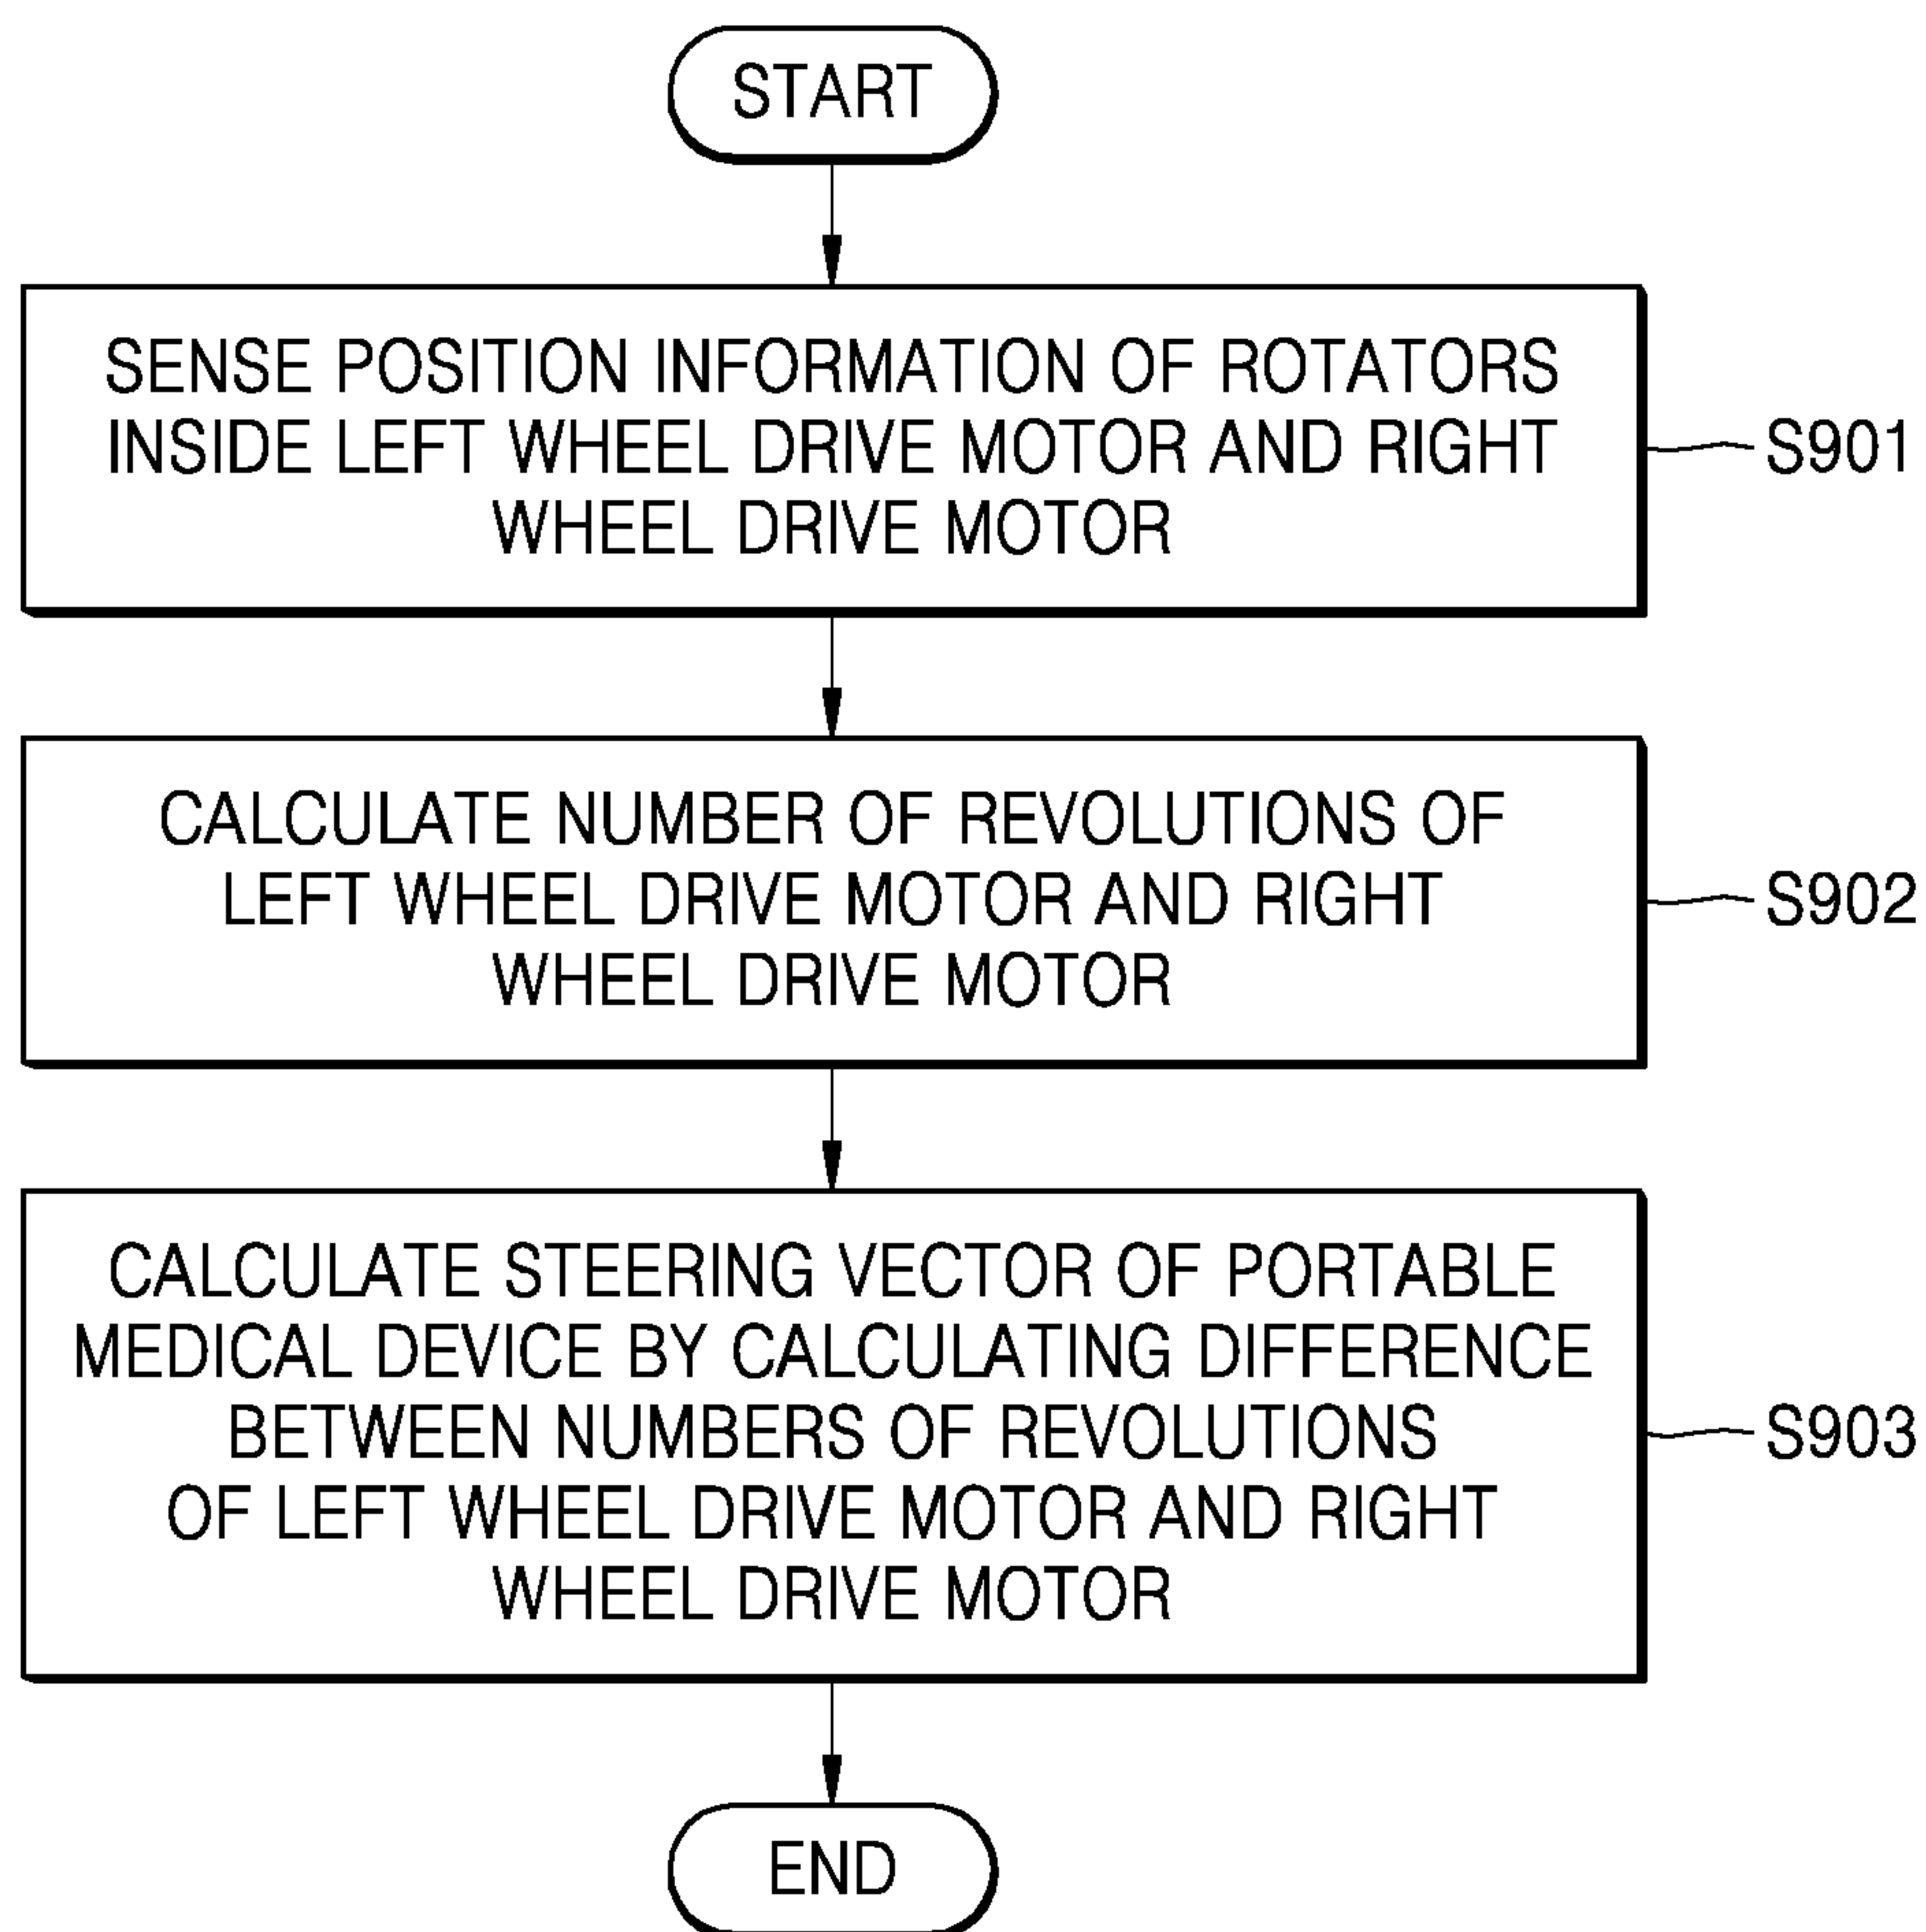 START
SENSE POSITION INFORMATION OF ROTATORS
INSIDE LEFT WHEEL DRIVE MOTOR AND RIGHT
WHEEL DRIVE MOTOR
S901
CALCULATE NUMBER OF REVOLUTIONS OF
LEFT WHEEL DRIVE MOTOR AND RIGHT
WHEEL DRIVE MOTOR
S902
CALCULATE STEERING VECTOR OF PORTABLE
MEDICAL DEVICE BY CALCULATING DIFFERENCE
BETWEEN NUMBERS OF REVOLUTIONS
OF LEFT WHEEL DRIVE MOTOR AND RIGHT
WHEEL DRIVE MOTOR
S903
END